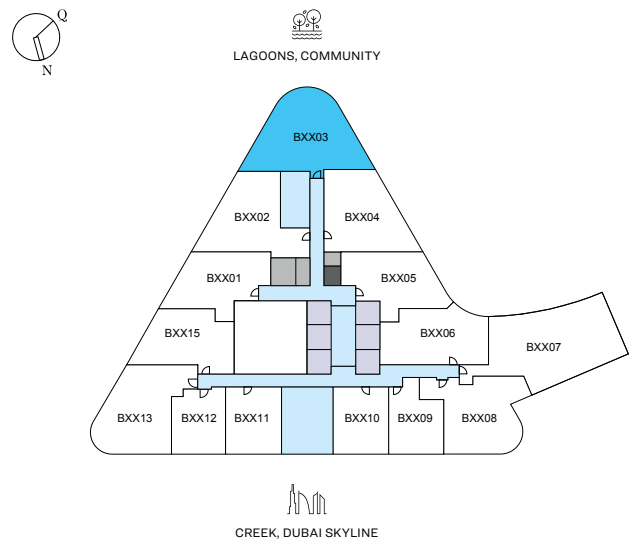 Q
N
LAGOONS, COMMUNITY
BXX03
BXX02
BXX04
BXX01
BXX05
BXX15
BXX06
BXX07
BXX13
BXX12
BXX11
BXX10
BXX09
BXX08
CREEK, DUBAI SKYLINE